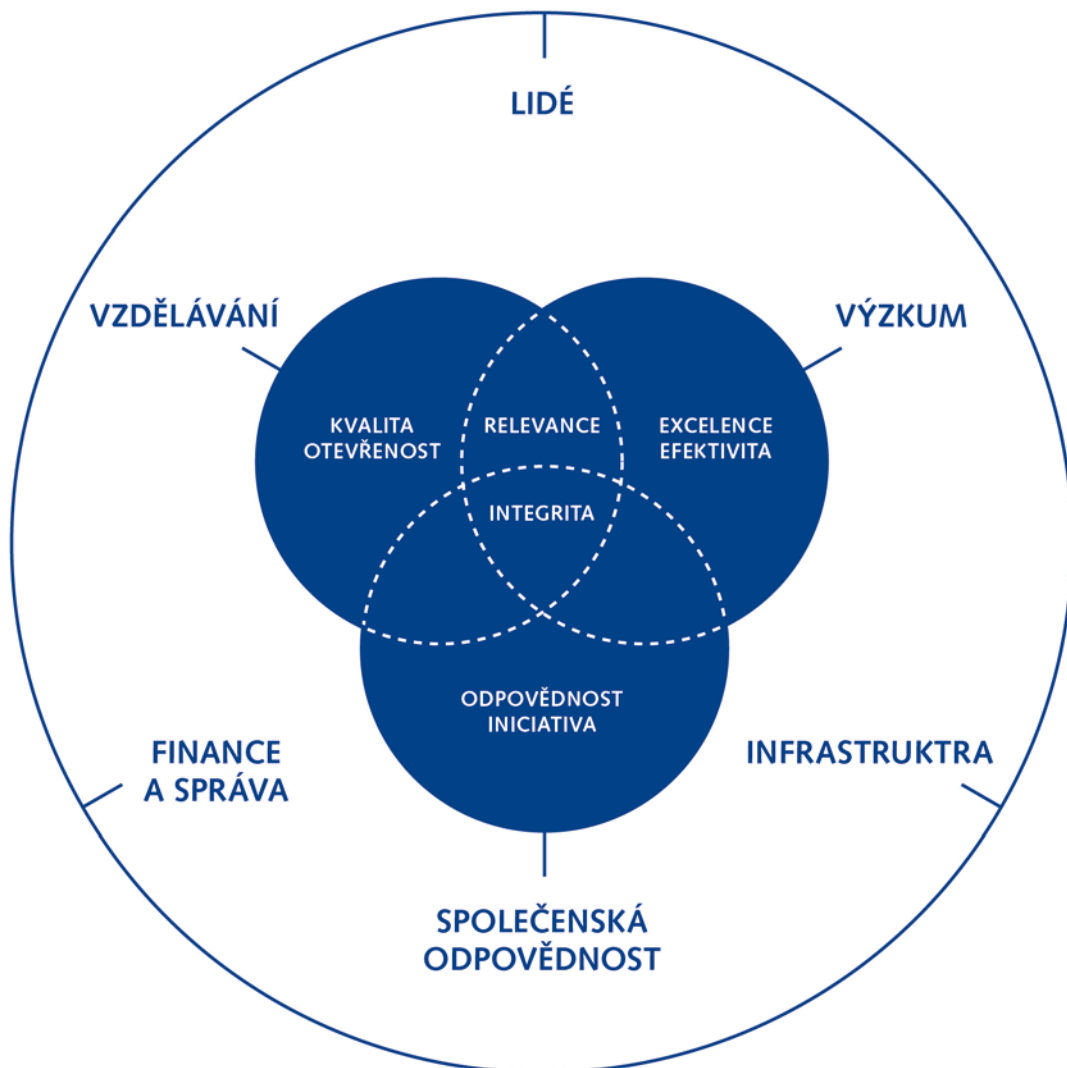 LIDÉ
VZDĚLÁVÁNÍ
VÝZKUM
KVALITA
OTEVŘENOST
RELEVANCE
EXCELENCE
EFEKTIVITA
INTEGRITA
ODPOVĚDNOST
INICIATIVA
FINANCE
A SPRÁVA
INFRASTRUKTRA
SPOLEČENSKÁ
ODPOVĚDNOST